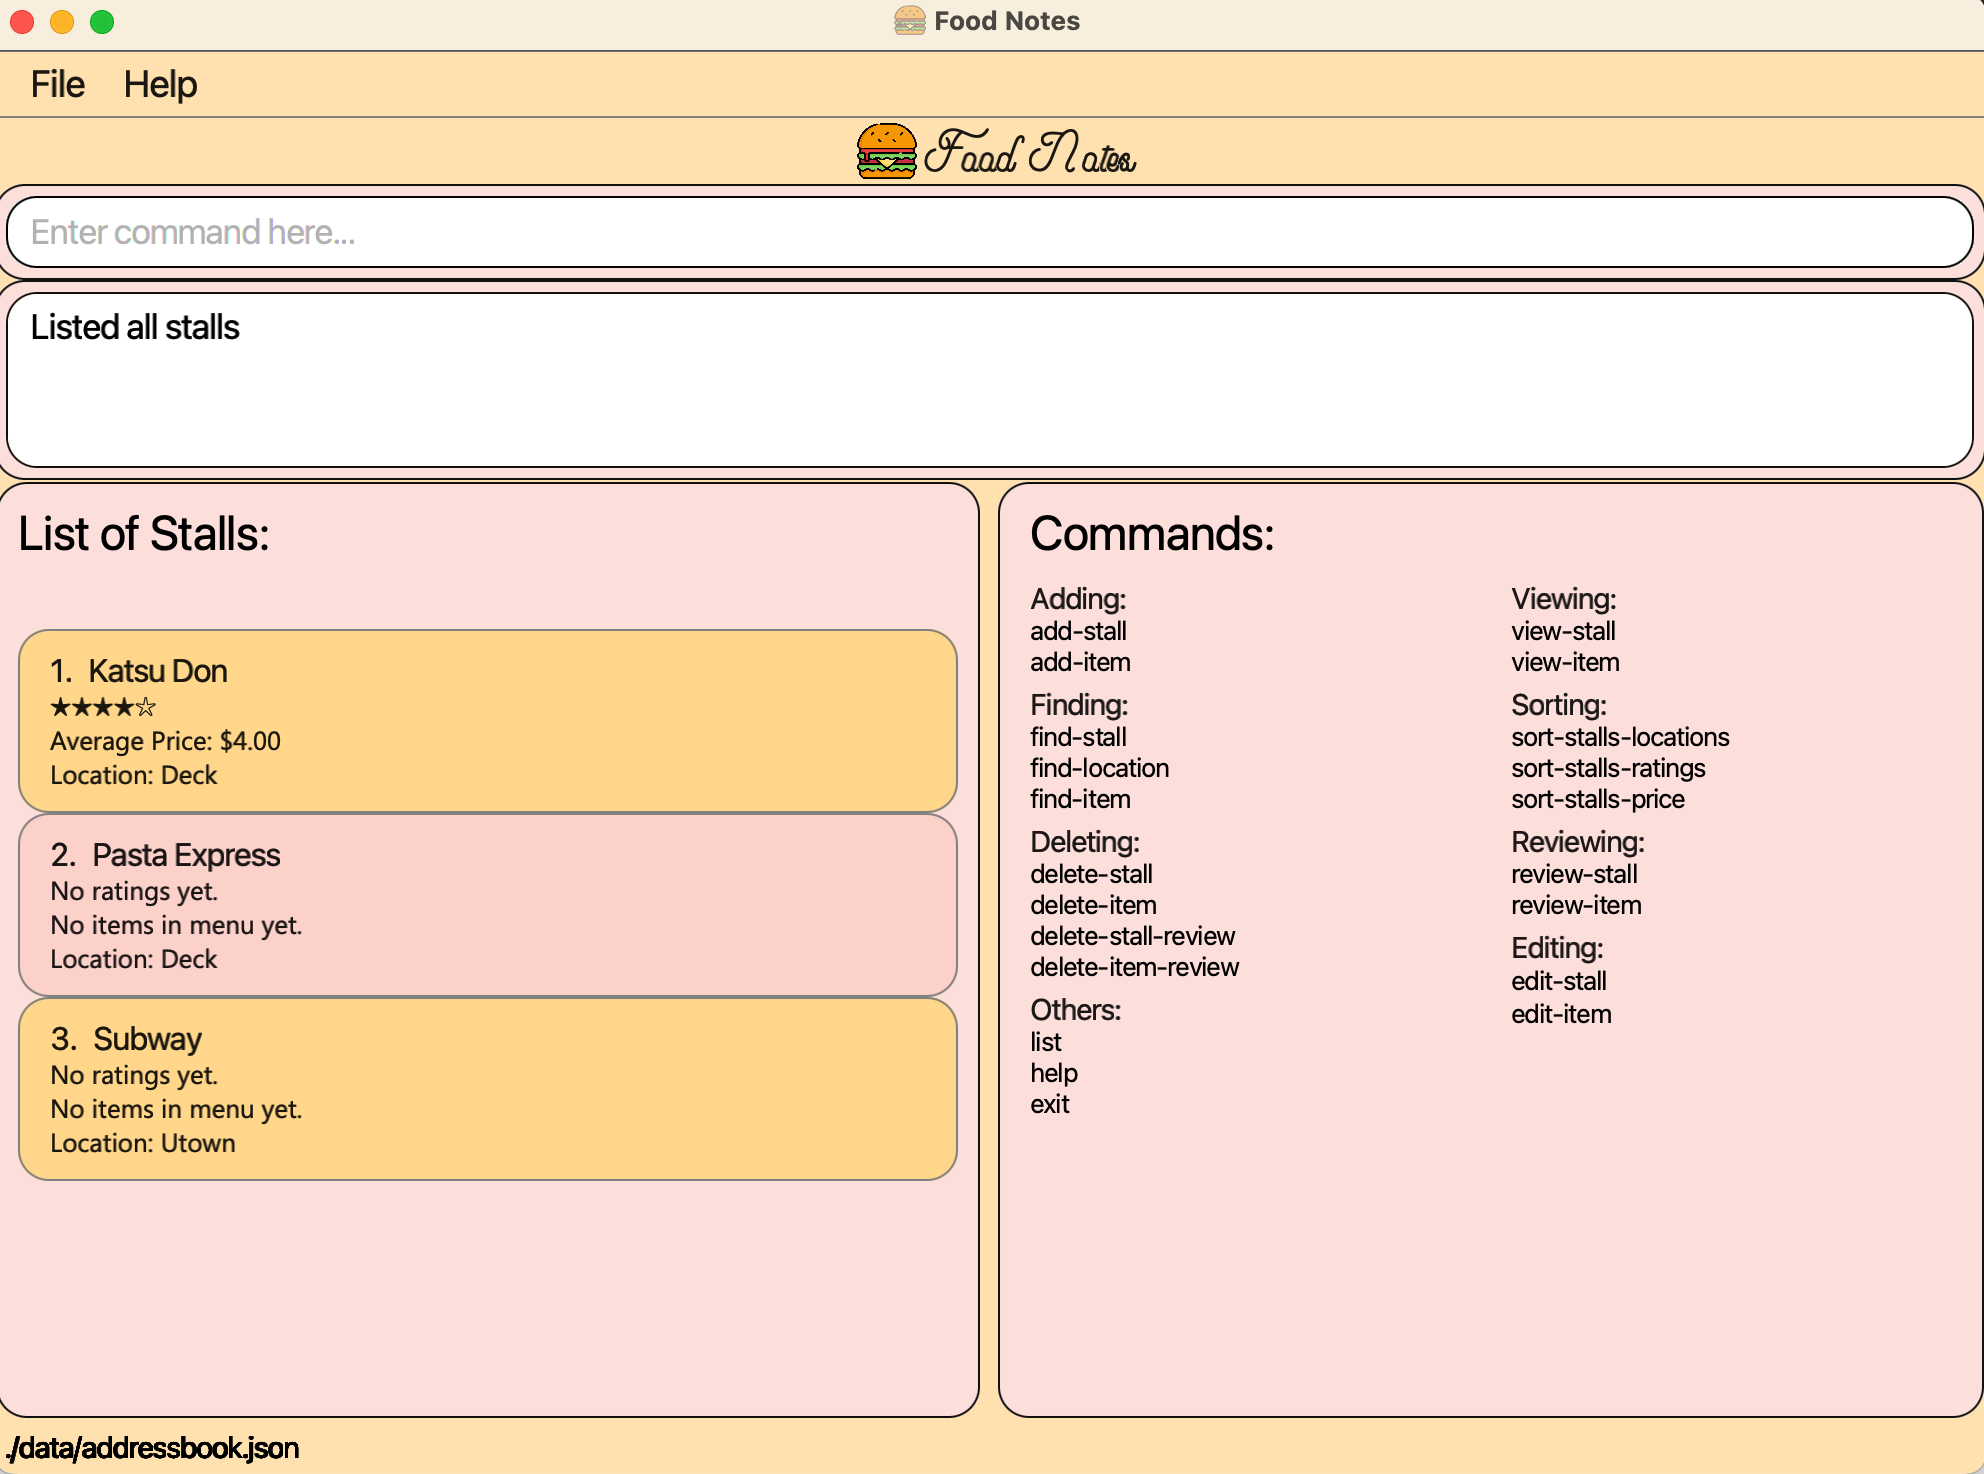 Food Notes
File Help
Food Notes
Enter command here...
Listed all stalls
List of Stalls:
1. Katsu Don
★★★★☆
Average Price: $4.00
Location: Deck
2. Pasta Express
No ratings yet.
No items in menu yet.
Location: Deck
3. Subway
No ratings yet.
No items in menu yet.
Location: Utown
Commands:
Adding:
add-stall
add-item
Finding:
find-stall
find-location
find-item
Deleting:
delete-stall
delete-item
delete-stall-review
delete-item-review
Others:
list
help
exit
Viewing:
view-stall
view-item
Sorting:
sort-stalls-locations
sort-stalls-ratings
sort-stalls-price
Reviewing:
review-stall
review-item
Editing:
edit-stall
edit-item
./data/addressbook.json